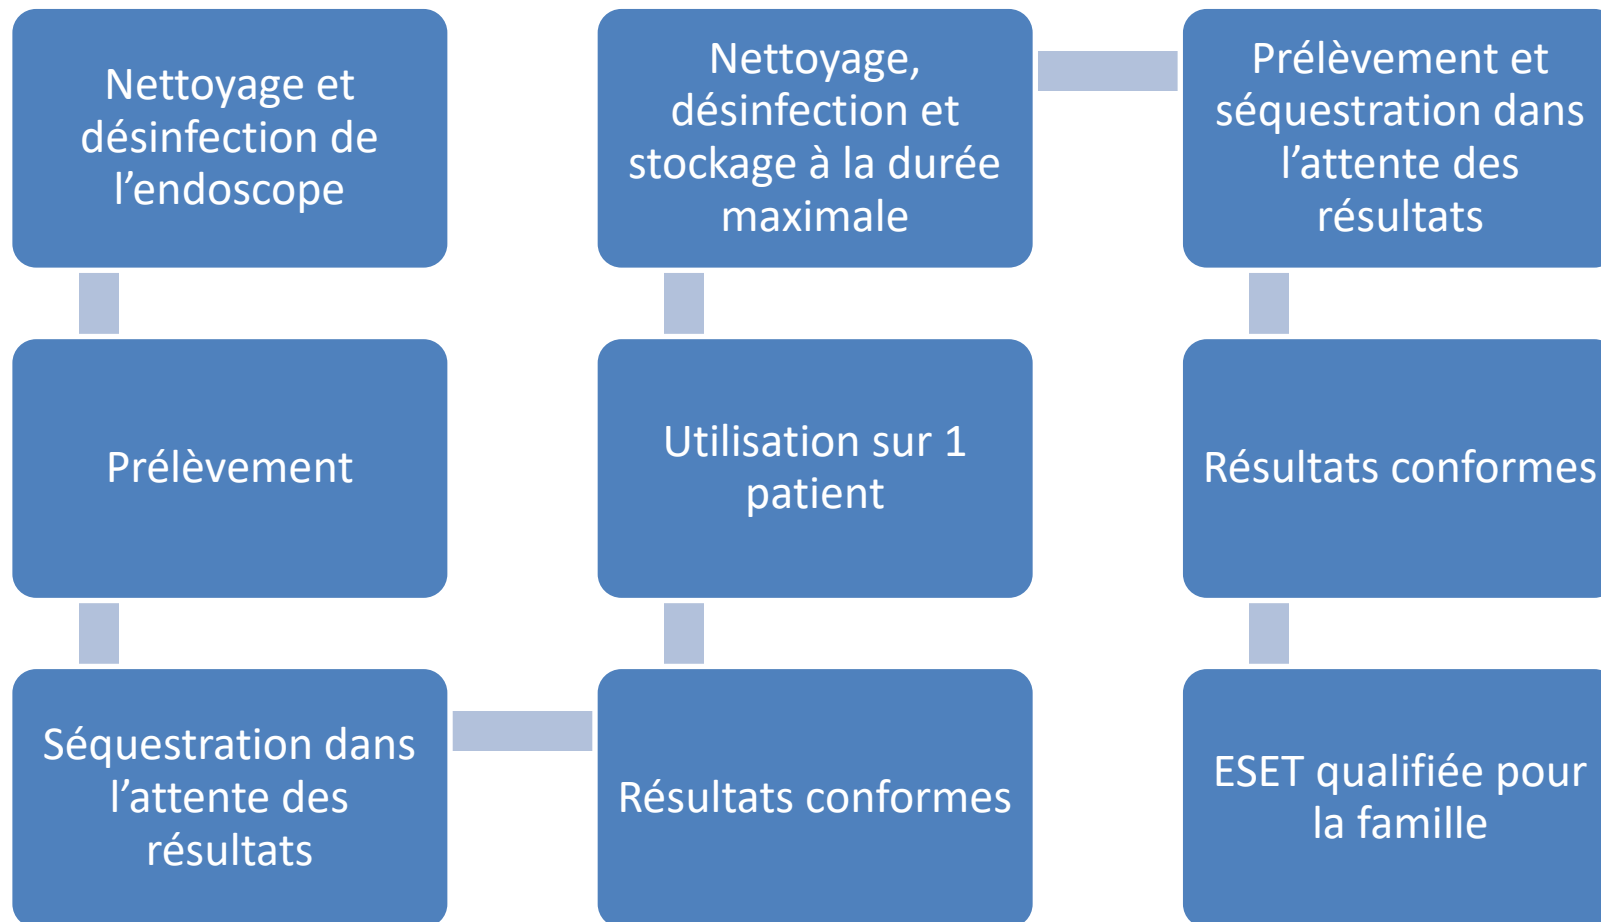 Nettoyage et
désinfection de
l’endoscope
Prélèvement
Séquestration dans
l’attente des
résultats
Résultats conformes
Utilisation sur 1
patient
Nettoyage,
désinfection et
stockage à la durée
maximale
Prélèvement et
séquestration dans
l’attente des
résultats
Résultats conformes
ESET qualifiée pour
la famille